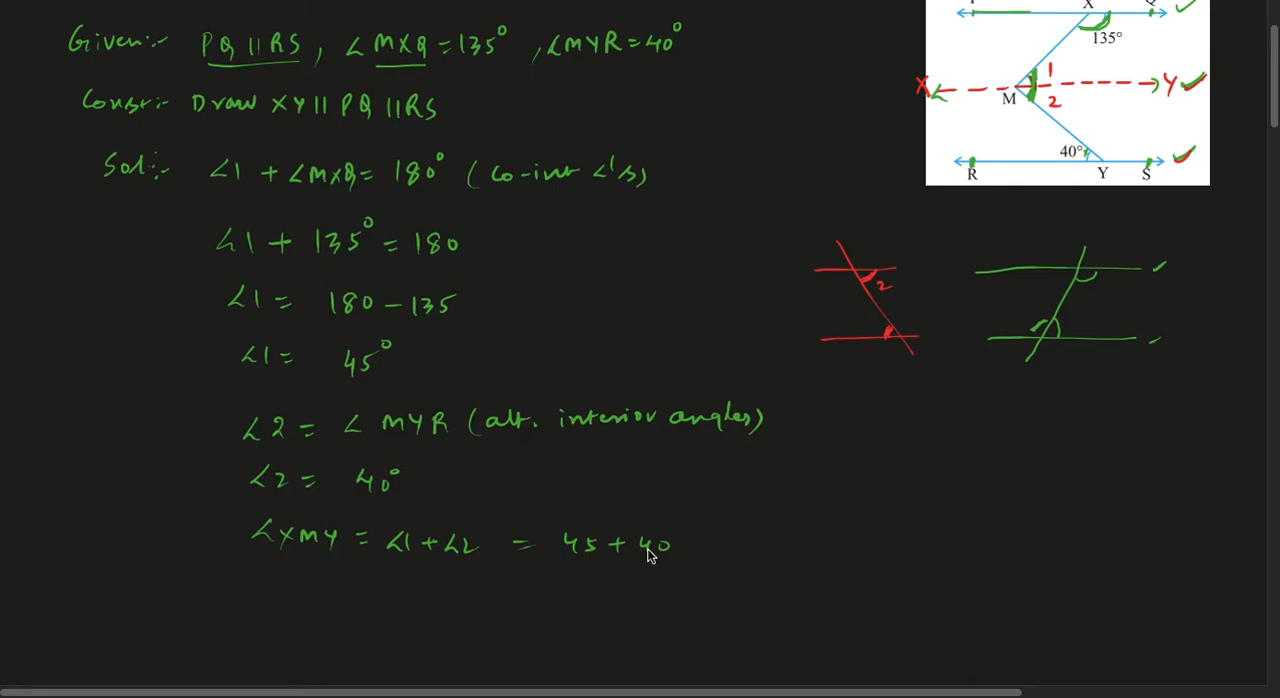 Given:- PQ || RS, ∠MXQ = 135°, ∠MYR = 40°
Constr:- Draw XY || PQ || RS
Sol:- ∠1 + ∠MXQ = 180° (co-int ∠'s)
∠1 + 135° = 180
∠1 = 180 - 135
∠1 = 45°
∠2 = ∠MYR (alt. interior angles)
∠2 = 40°
∠XMY = ∠1 + ∠2 = 45 + 40
X Q
135°
X 1 Y
M 2
40°
R Y S
2